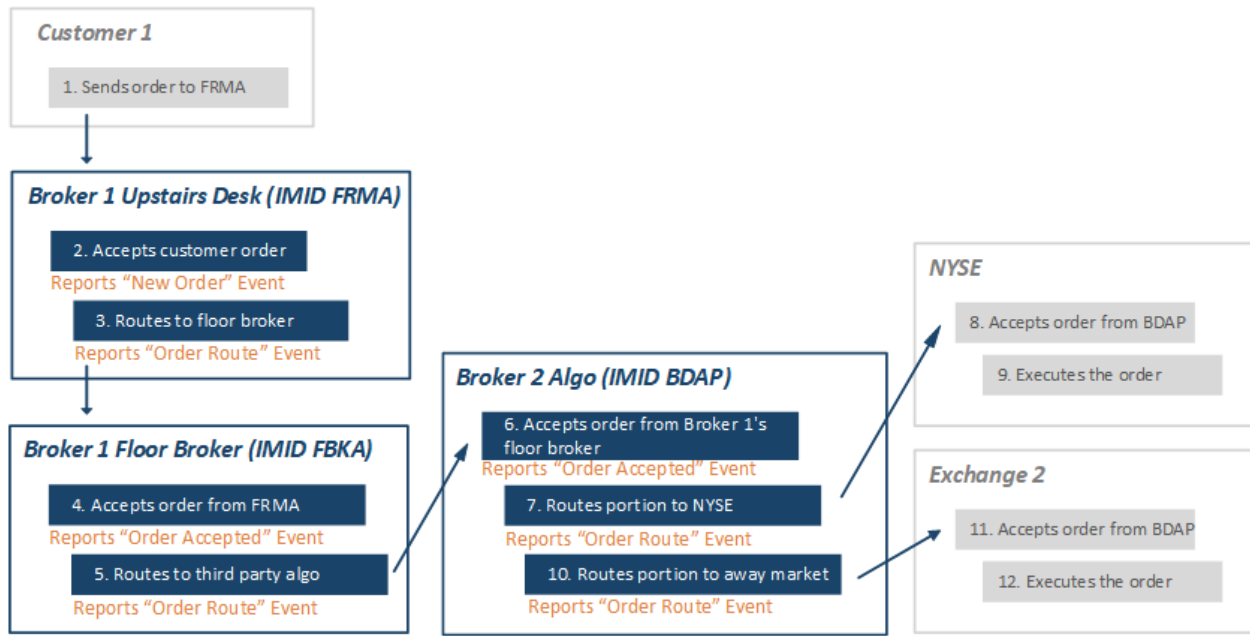 Customer 1
1. Sends order to FRMA
Broker 1 Upstairs Desk (IMID FRMA)
2. Accepts customer order
Reports “New Order” Event
3. Routes to floor broker
Reports “Order Route” Event
Broker 1 Floor Broker (IMID FBKA)
4. Accepts order from FRMA
Reports “Order Accepted” Event
5. Routes to third party algo
Reports “Order Route” Event
Broker 2 Algo (IMID BDAP)
6. Accepts order from Broker 1's
floor broker
Reports “Order Accepted” Event
7. Routes portion to NYSE
Reports “Order Route” Event
10. Routes portion to away market
Reports “Order Route” Event
NYSE
8. Accepts order from BDAP
9. Executes the order
Exchange 2
11. Accepts order from BDAP
12. Executes the order